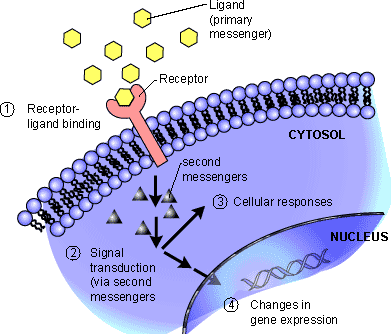 Ligand
(primary
messenger)
Receptor
1 Receptor-
ligand binding
CYTOSOL
second
messengers
3 Cellular responses
2 Signal
transduction
(via second
messengers
NUCLEUS
4 Changes in
gene expression